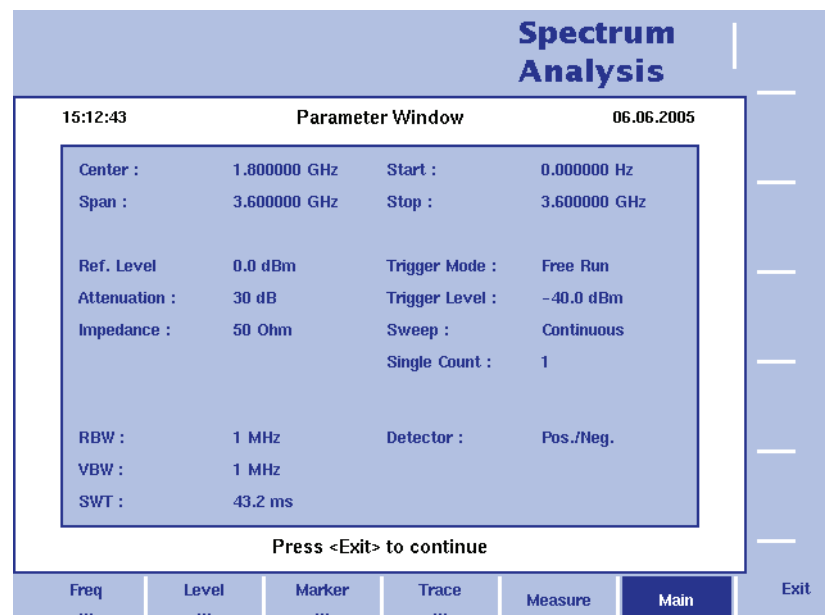 Spectrum
Analysis
15:12:43 Parameter Window 06.06.2005
Center : 1.800000 GHz Start : 0.000000 Hz
Span : 3.600000 GHz Stop : 3.600000 GHz
Ref. Level 0.0 dBm Trigger Mode : Free Run
Attenuation : 30 dB Trigger Level : -40.0 dBm
Impedance : 50 Ohm Sweep : Continuous
Single Count : 1
RBW : 1 MHz Detector : Pos./Neg.
VBW : 1 MHz
SWT : 43.2 ms
Press <Exit> to continue
Freq Level Marker Trace Measure Main Exit
... ... ... ...